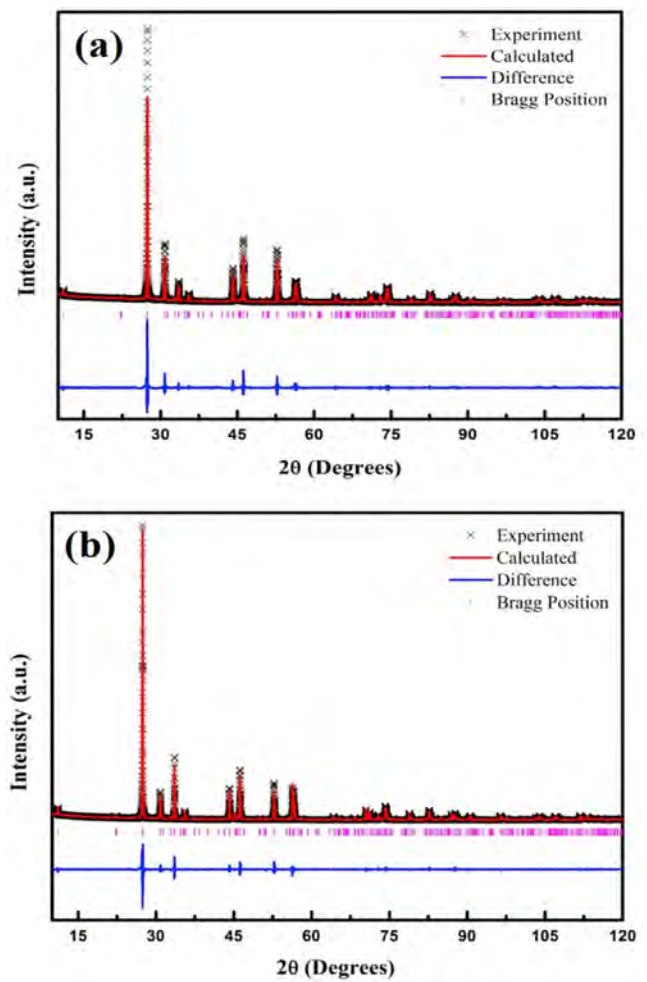 (a)
Experiment
Calculated
Difference
Bragg Position
Intensity (a.u.)
15 30 45 60 75 90 105 120
2θ (Degrees)
(b)
Experiment
Calculated
Difference
Bragg Position
Intensity (a.u.)
15 30 45 60 75 90 105 120
2θ (Degrees)